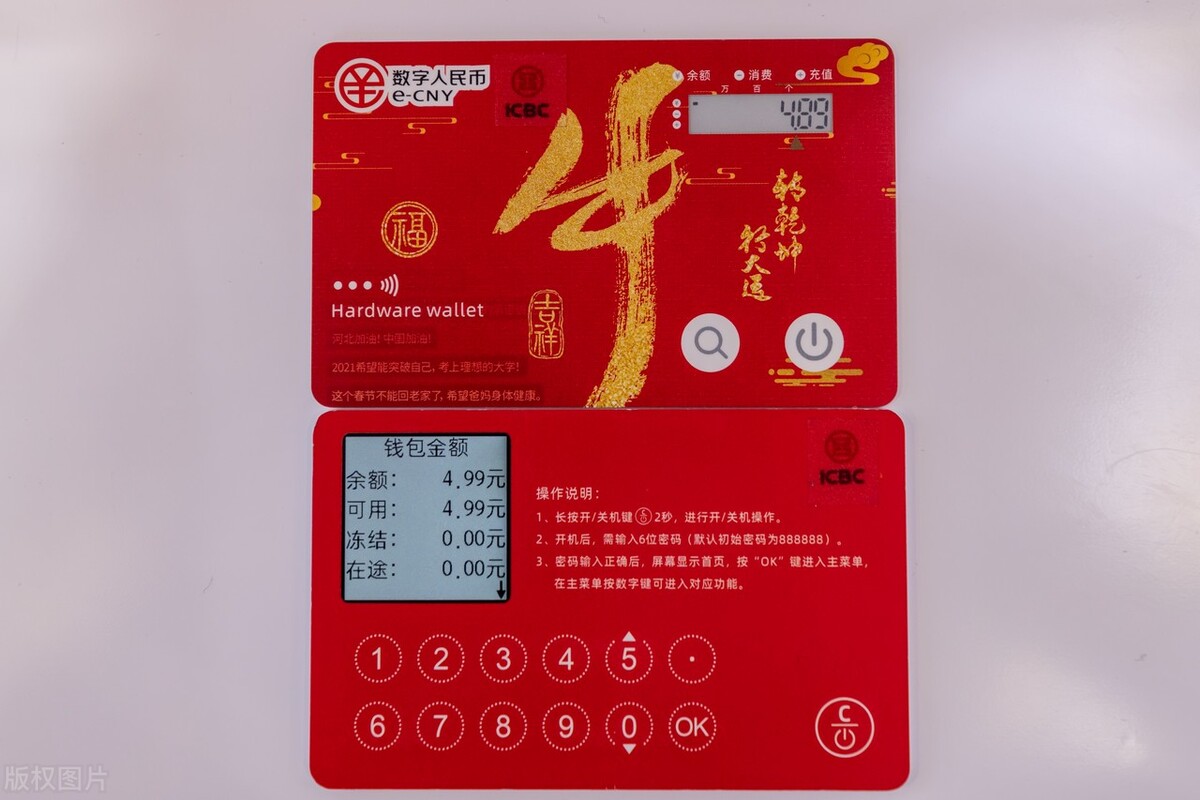 数字人民币
e-CNY
ICBC
余额 消费 充值
万 百 个
4.89
牛
福
转乾坤
行大运
Hardware wallet
吉祥
河北加油！中国加油！
2021希望能突破自己，考上理想的大学！
这个春节不能回老家了，希望爸妈身体健康。
钱包金额
余额： 4.99元
可用： 4.99元
冻结： 0.00元
在途： 0.00元
ICBC
操作说明：
1、长按开/关机键 C 2秒，进行开/关机操作。
2、开机后，需输入6位密码（默认初始密码为888888）。
3、密码输入正确后，屏幕显示首页，按“OK”键进入主菜单，
在主菜单按数字键可进入对应功能。
1 2 3 4 5 ·
6 7 8 9 0 OK
C
版权图片